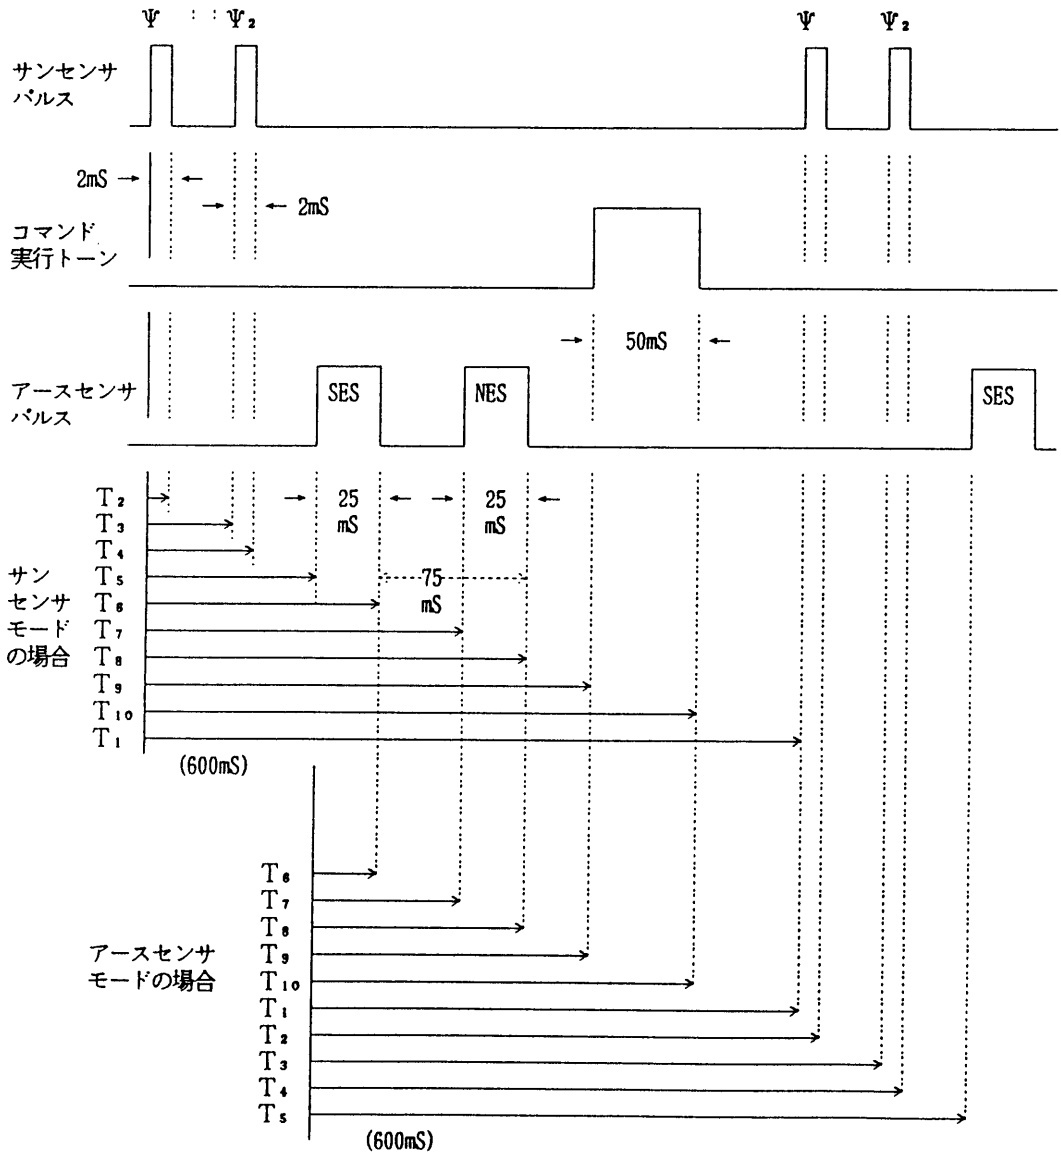 Ψ : : Ψ₂ Ψ Ψ₂
サンセンサ
パルス
2mS
2mS
コマンド
実行トーン
50mS
アースセンサ
パルス
SES NES SES
T₂ 25 25
mS mS
T₃
T₄
サン
センサ
モード
の場合
T₅ 75
mS
T₆
T₇
T₈
T₉
T₁₀
T₁
(600mS)
アースセンサ
モードの場合
T₆
T₇
T₈
T₉
T₁₀
T₁
T₂
T₃
T₄
T₅
(600mS)